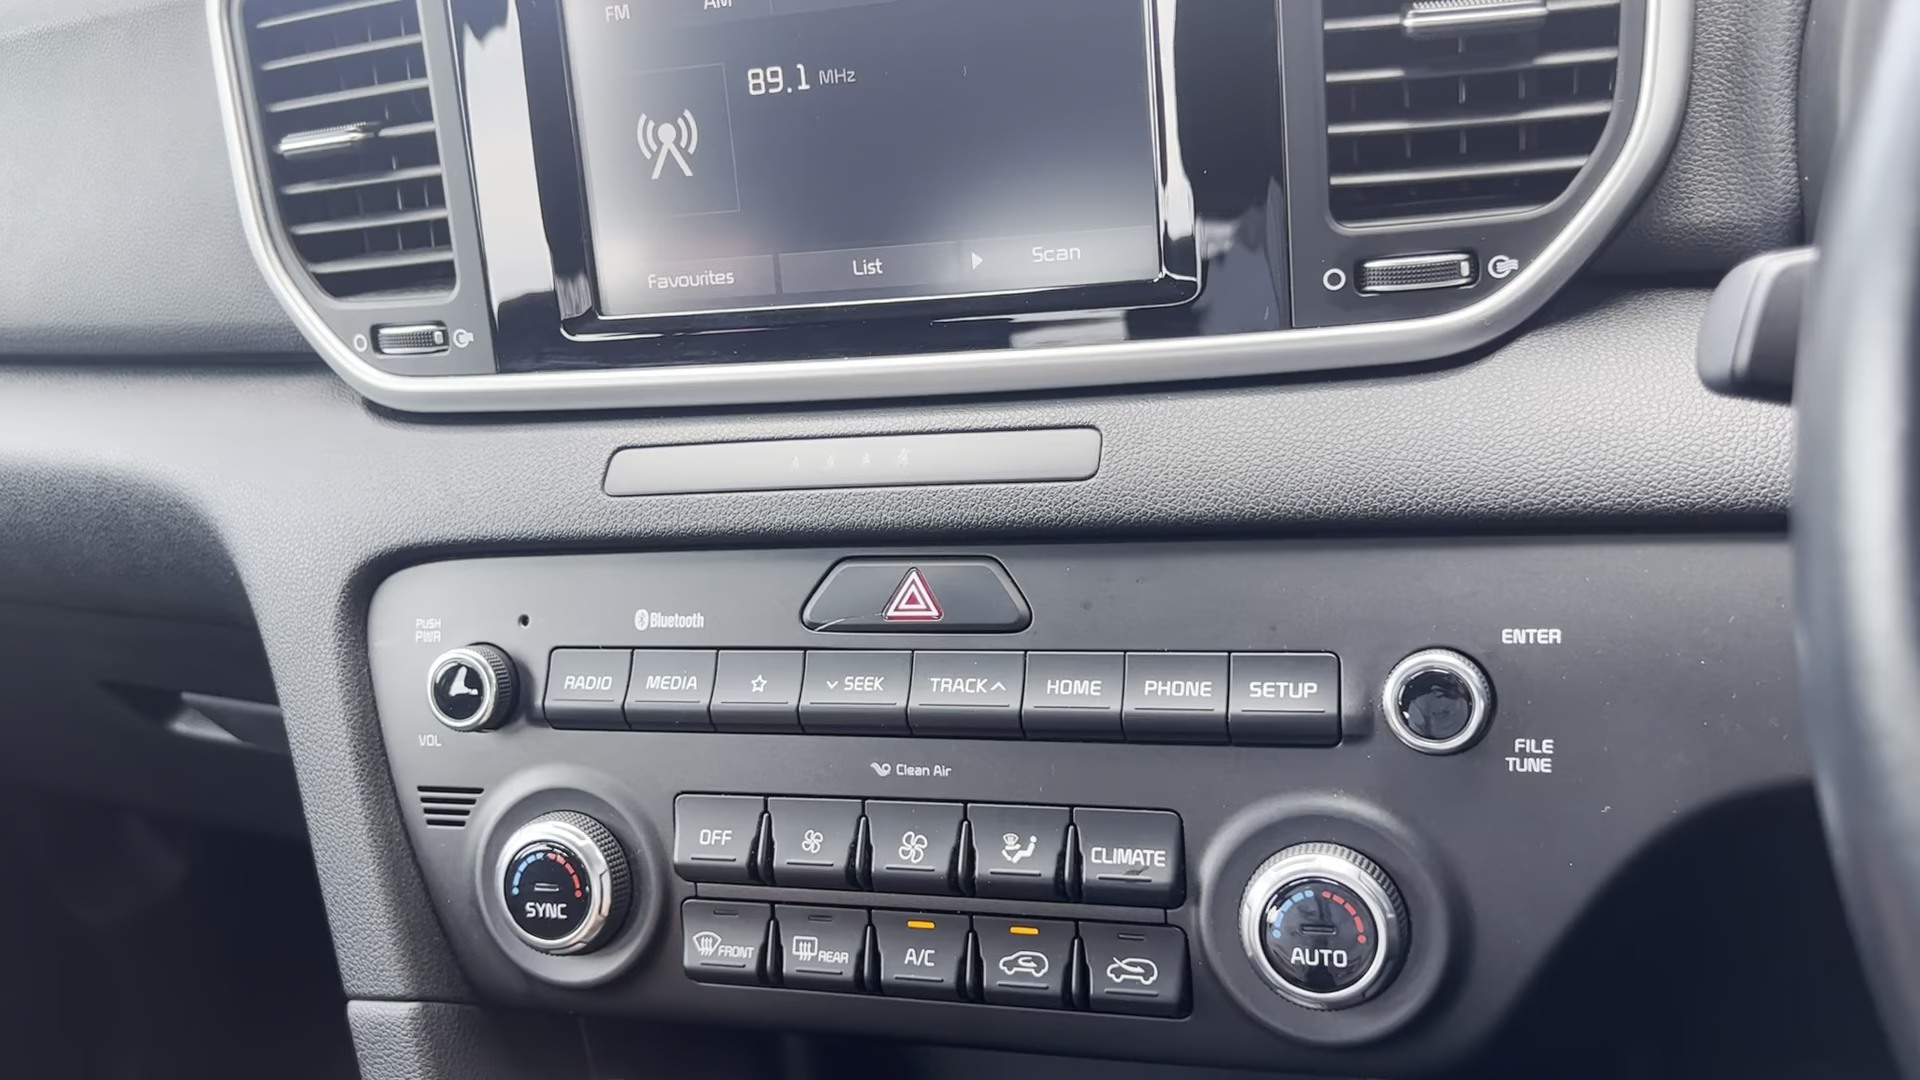 FM AM
89.1 MHz
Favourites List Scan
PUSH
PWR
Bluetooth
VOL
RADIO MEDIA SEEK TRACK HOME PHONE SETUP
ENTER
FILE
TUNE
Clean Air
OFF CLIMATE
SYNC
FRONT REAR A/C
AUTO